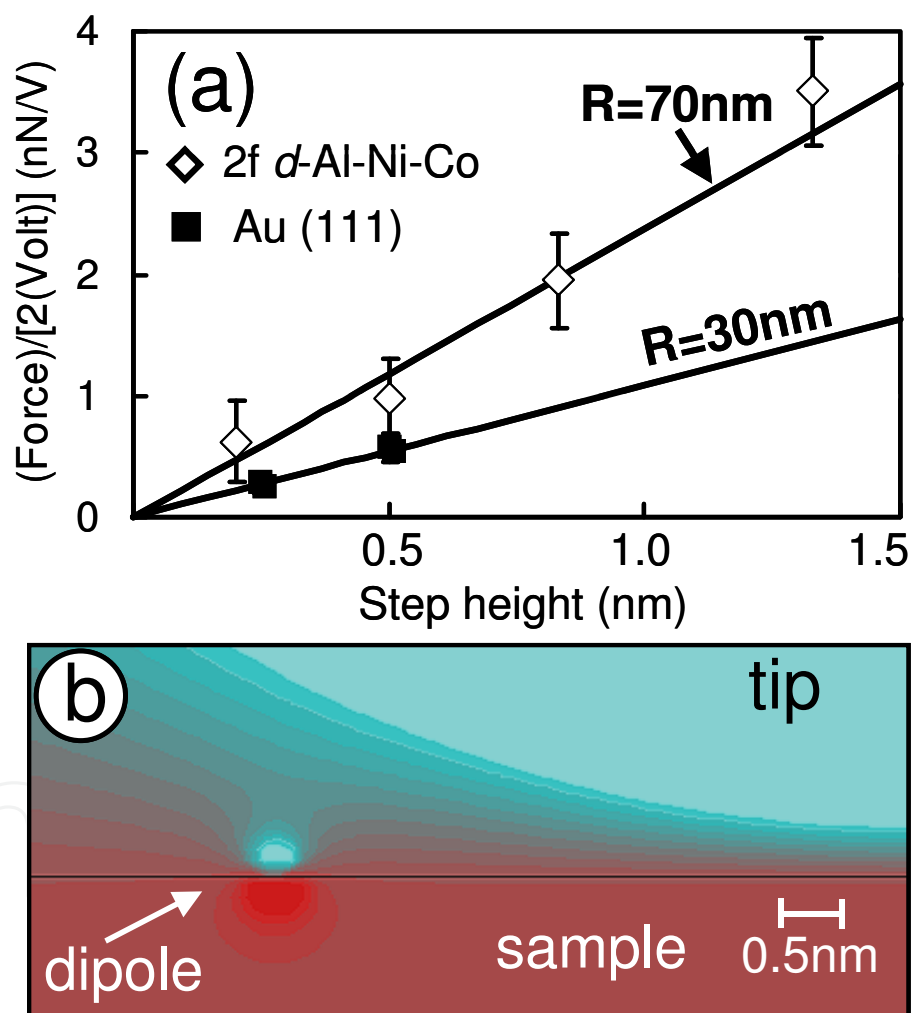 (a)
4
3
2
1
0
(Force)/[2(Volt)] (nN/V)
R=70nm
2f d-Al-Ni-Co
Au (111)
R=30nm
0.5
1.0
1.5
Step height (nm)
b
tip
dipole
sample
0.5nm